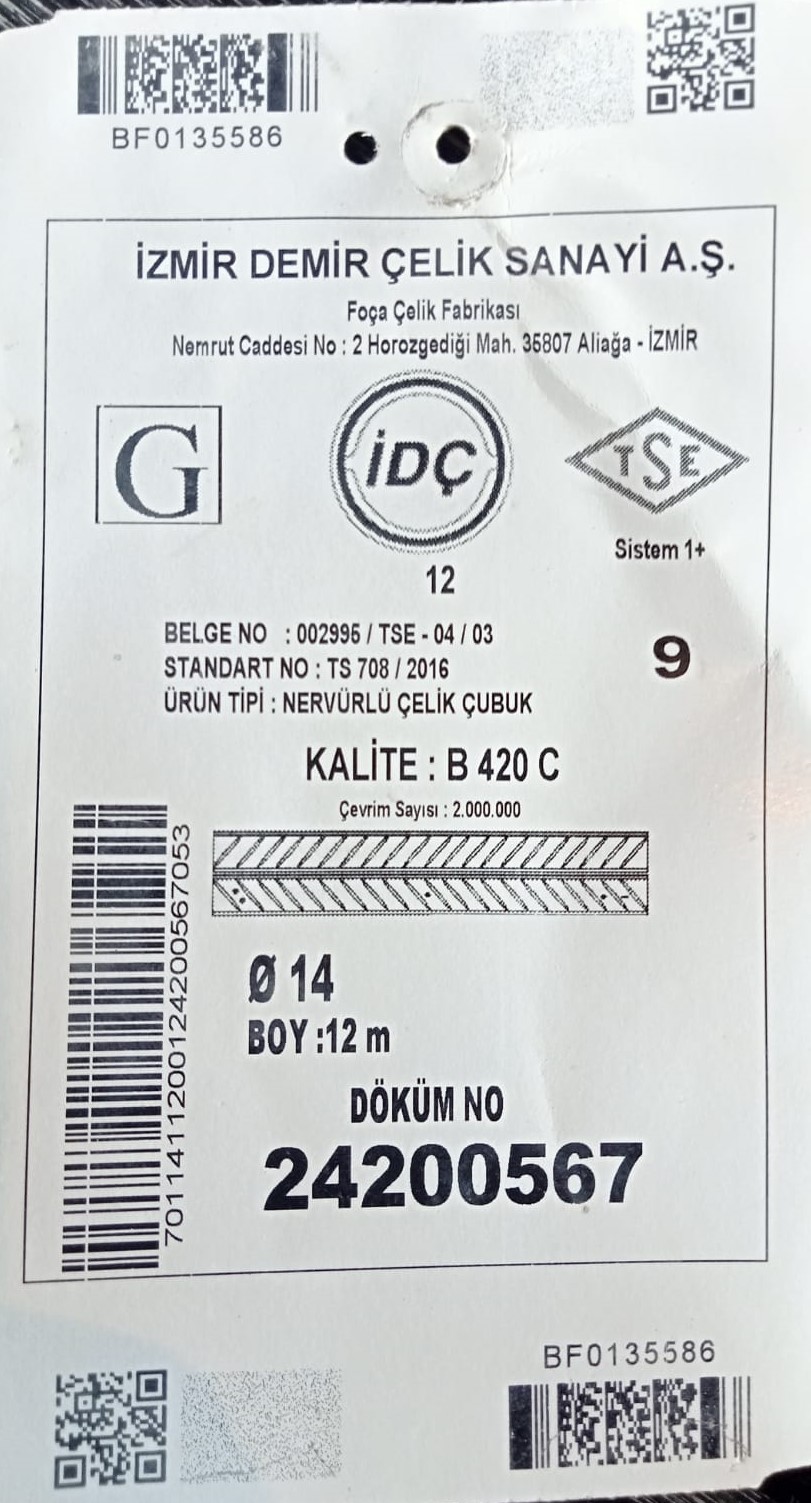 BF0135586
İZMİR DEMİR ÇELİK SANAYİ A.Ş.
Foça Çelik Fabrikası
Nemrut Caddesi No : 2 Horozgediği Mah. 35807 Aliağa - İZMİR
G
İDÇ
TSE
Sistem 1+
12
BELGE NO : 002995 / TSE - 04 / 03
STANDART NO : TS 708 / 2016
ÜRÜN TİPİ : NERVÜRLÜ ÇELİK ÇUBUK
9
KALİTE : B 420 C
Çevrim Sayısı : 2.000.000
701141120012420056 7053
Ø 14
BOY :12 m
DÖKÜM NO
24200567
BF0135586